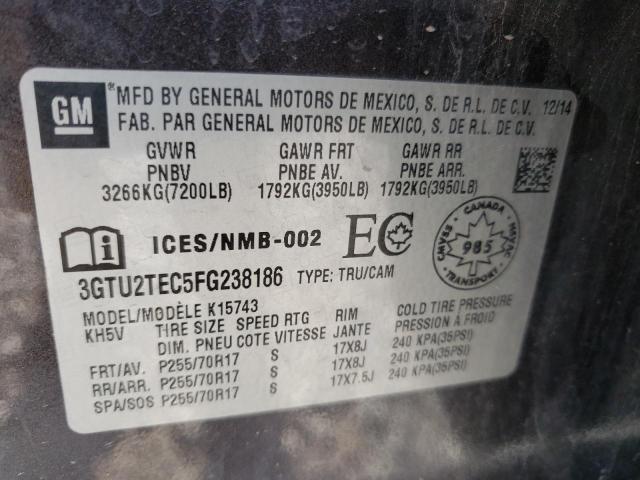 GM
®MFD BY GENERAL MOTORS DE MEXICO, S. DE R.L. DE C.V. 12/14
FAB. PAR GENERAL MOTORS DE MEXICO, S. DE R.L. DE C.V.
GVWR GAWR FRT GAWR RR
PNBV PNBE AV. PNBE ARR.
3266KG(7200LB) 1792KG(3950LB) 1792KG(3950LB)
i ICES/NMB-002 EC
CANADA 985 TRANSPORT
3GTU2TEC5FG238186 TYPE: TRU/CAM
MODEL/MODÈLE K15743
KH5V TIRE SIZE SPEED RTG RIM COLD TIRE PRESSURE
DIM. PNEU COTE VITESSE JANTE PRESSION A FROID
FRT/AV. P255/70R17 S 17X8J 240 KPA(35PSI)
RR/ARR. P255/70R17 S 17X8J 240 KPA(35PSI)
SPA/SOS P255/70R17 S 17X7.5J 240 KPA(35PSI)